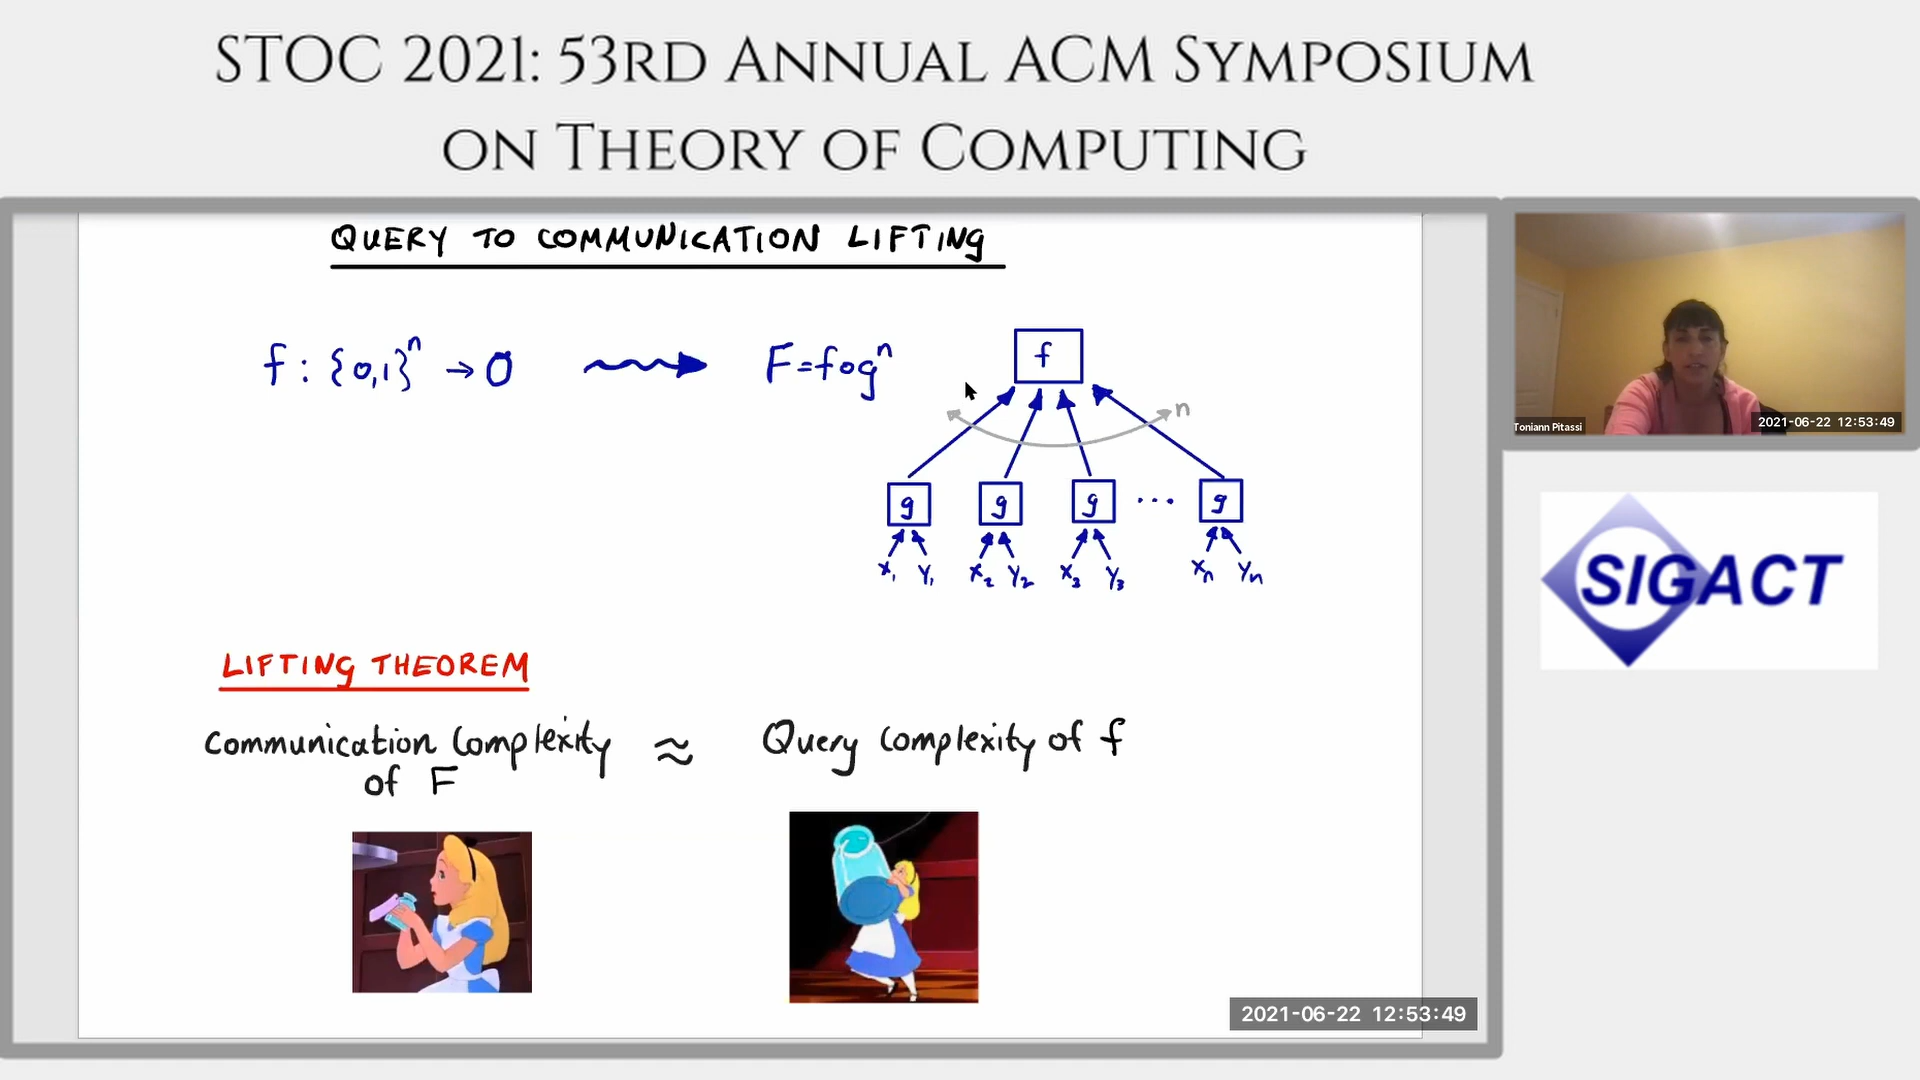 STOC 2021: 53RD ANNUAL ACM SYMPOSIUM
ON THEORY OF COMPUTING
QUERY TO COMMUNICATION LIFTING
f : {0,1}ⁿ → O
F = f∘gⁿ
f
n
g g g ... g
x₁ y₁ x₂ y₂ x₃ y₃ xₙ yₙ
LIFTING THEOREM
Communication Complexity ≈ Query complexity of f
of F
2021-06-22 12:53:49
Toniann Pitassi
2021-06-22 12:53:49
SIGACT